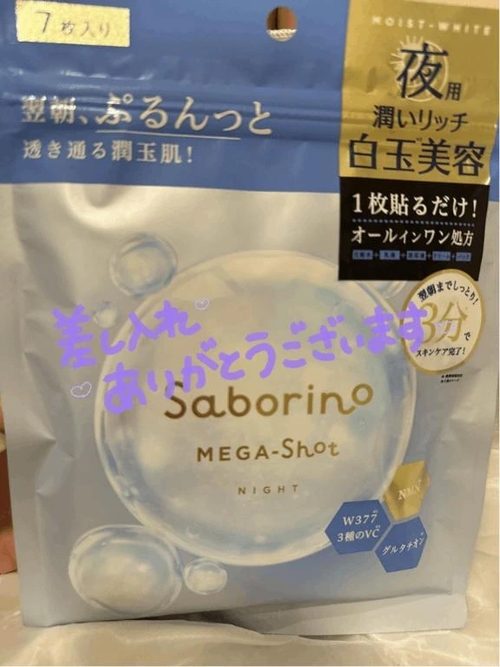 7枚入り
MOIST-WHITE
夜用
潤いリッチ
白玉美容
翌朝、ぷるんっと
透き通る潤玉肌!
1枚貼るだけ!
オールインワン処方
翌朝までしっとり!
3分で
スキンケア完了!
差し入れ
ありがとうございます
Saborino
MEGA-Shot
NIGHT
W377
3種のVC
グルタチオン